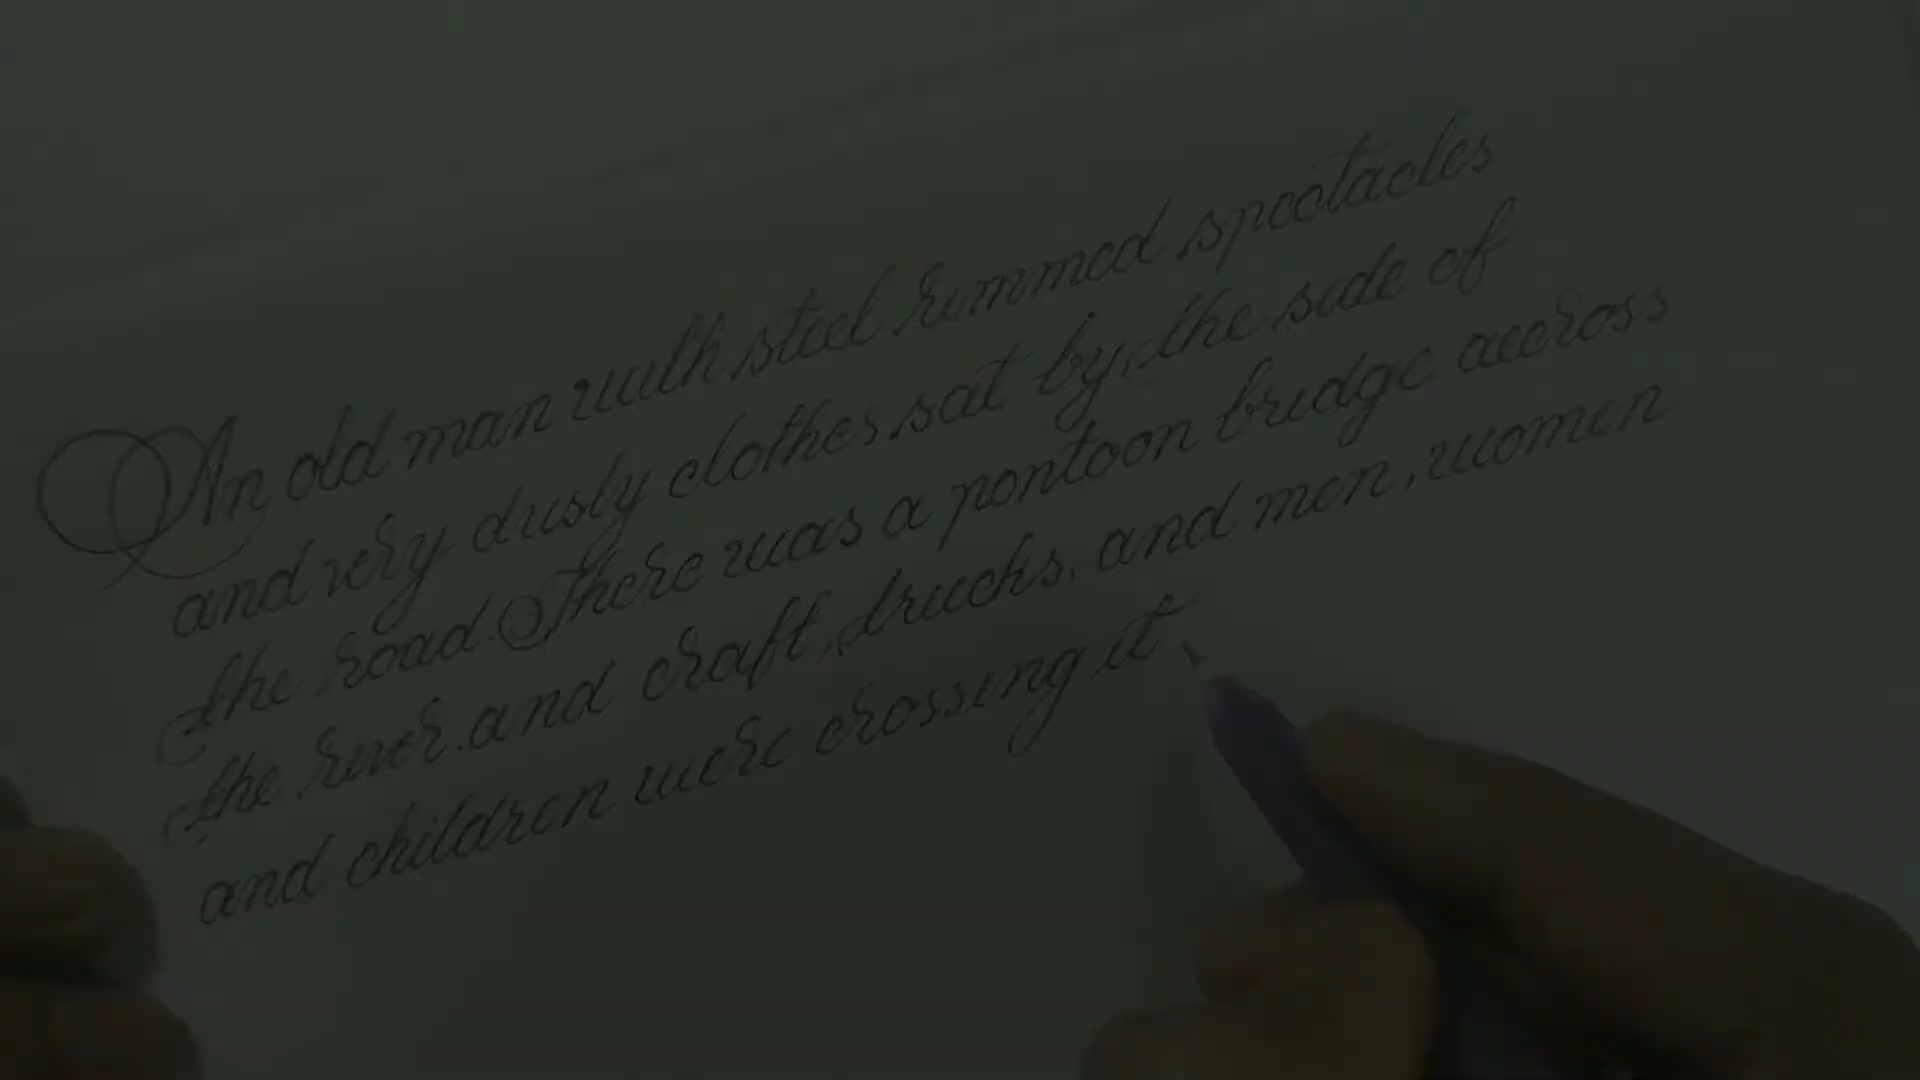 An old man with steel rimmed spectacles
and very dusty clothes sat by the side of
the road. There was a pontoon bridge accross
the river and craft, trucks, and men, women
and children were crossing it